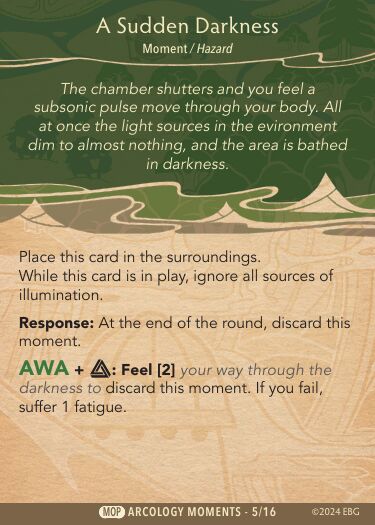 A Sudden Darkness
Moment / Hazard
The chamber shutters and you feel a
subsonic pulse move through your body. All
at once the light sources in the evironment
dim to almost nothing, and the area is bathed
in darkness.
Place this card in the surroundings.
While this card is in play, ignore all sources of
illumination.
Response: At the end of the round, discard this
moment.
AWA + : Feel [2] your way through the
darkness to discard this moment. If you fail,
suffer 1 fatigue.
MOP ARCOLOGY MOMENTS - 5/16
©2024 EBG